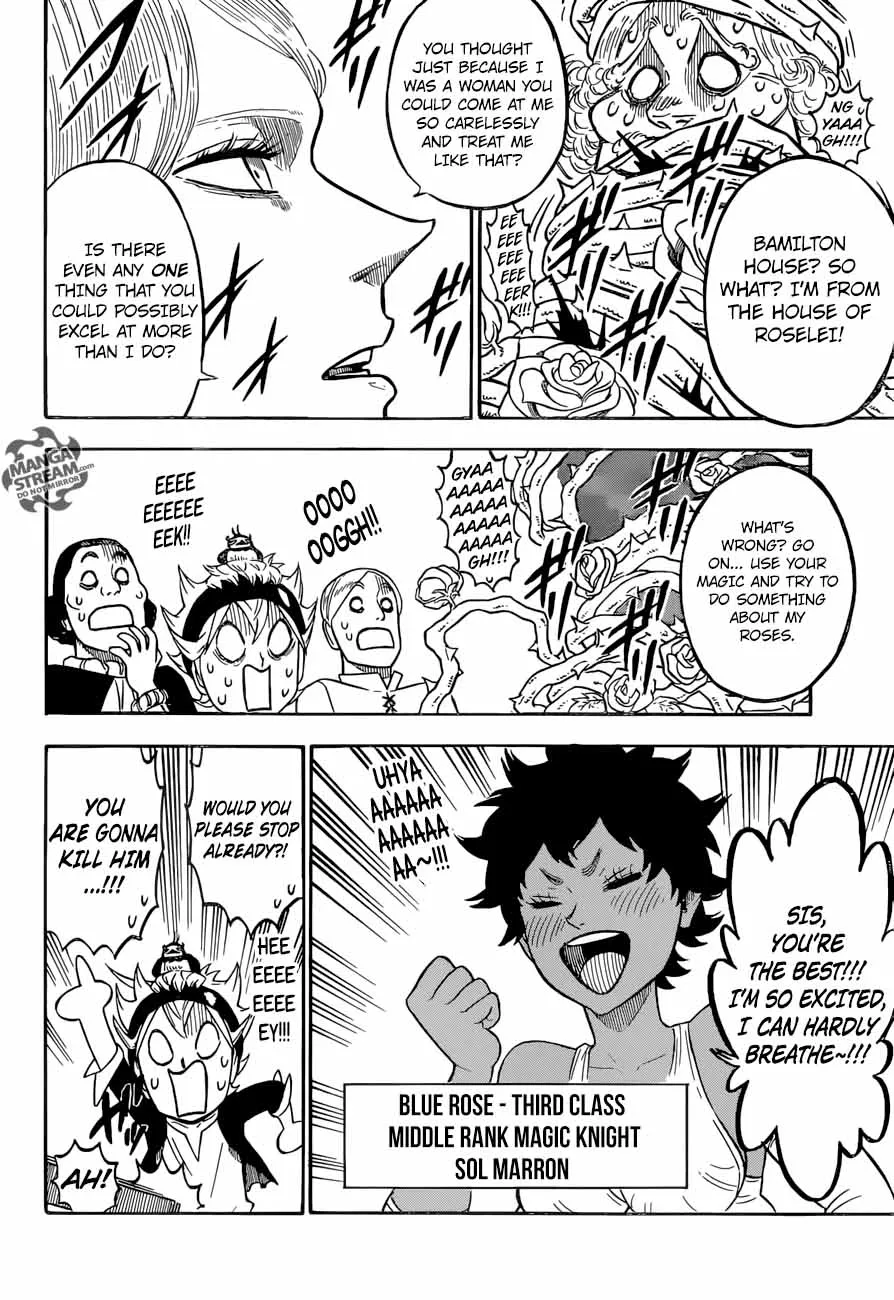 NG
YAAA
GH!!!
BAMILTON
HOUSE? SO
WHAT? I'M FROM
THE HOUSE OF
ROSELEI!
EE
EEE
EEE
EEE
EER
K!!!
YOU THOUGHT
JUST BECAUSE I
WAS A WOMAN YOU
COULD COME AT ME
SO CARELESSLY
AND TREAT ME
LIKE THAT?
IS THERE
EVEN ANY ONE
THING THAT YOU
COULD POSSIBLY
EXCEL AT MORE
THAN I DO?
MANGA
STREAM.com
DO NOT MIRROR!
WHAT'S
WRONG? GO
ON... USE YOUR
MAGIC AND TRY TO
DO SOMETHING
ABOUT MY
ROSES.
GYAA
AAAAA
AAAAA
AAAAA
AAAAA
GH!!!
OOOO
OOGGH!!
EEEE
EEEEEE
EEK!!
SIS,
YOU'RE
THE BEST!!!
I'M SO EXCITED,
I CAN HARDLY
BREATHE~!!!
UHYA
AAAAAA
AAAAAA
AA~!!!
BLUE ROSE - THIRD CLASS
MIDDLE RANK MAGIC KNIGHT
SOL MARRON
WOULD YOU
PLEASE STOP
ALREADY?!
YOU
ARE GONNA
KILL HIM
...!!!
HEE
EEEE
EEEE
EY!!!
AH!